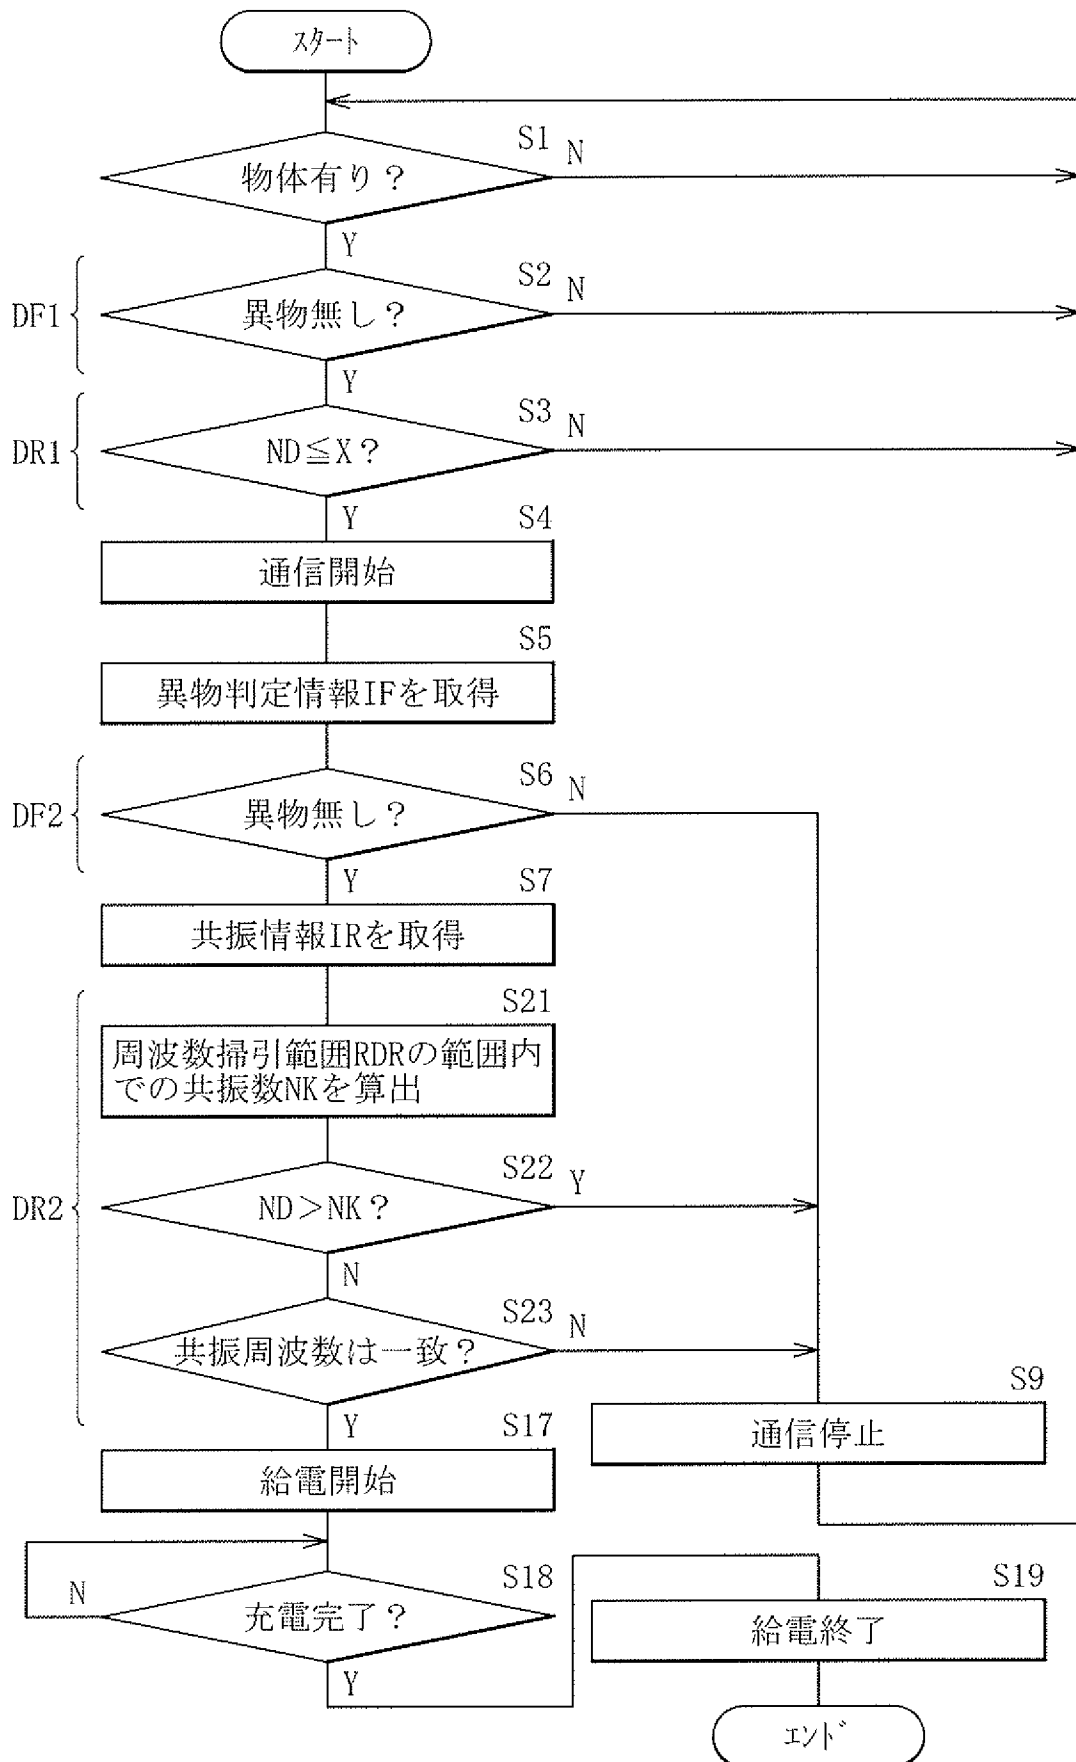 スタート
S1
物体有り？
N
Y
DF1
S2
異物無し？
N
Y
DR1
S3
ND≦X？
N
Y
S4
通信開始
S5
異物判定情報IFを取得
DF2
S6
異物無し？
N
Y
S7
共振情報IRを取得
DR2
S21
周波数掃引範囲RDRの範囲内
での共振数NKを算出
S22
ND＞NK？
Y
N
S23
共振周波数は一致？
N
Y
S9
通信停止
S17
給電開始
S18
充電完了？
N
Y
S19
給電終了
エンド